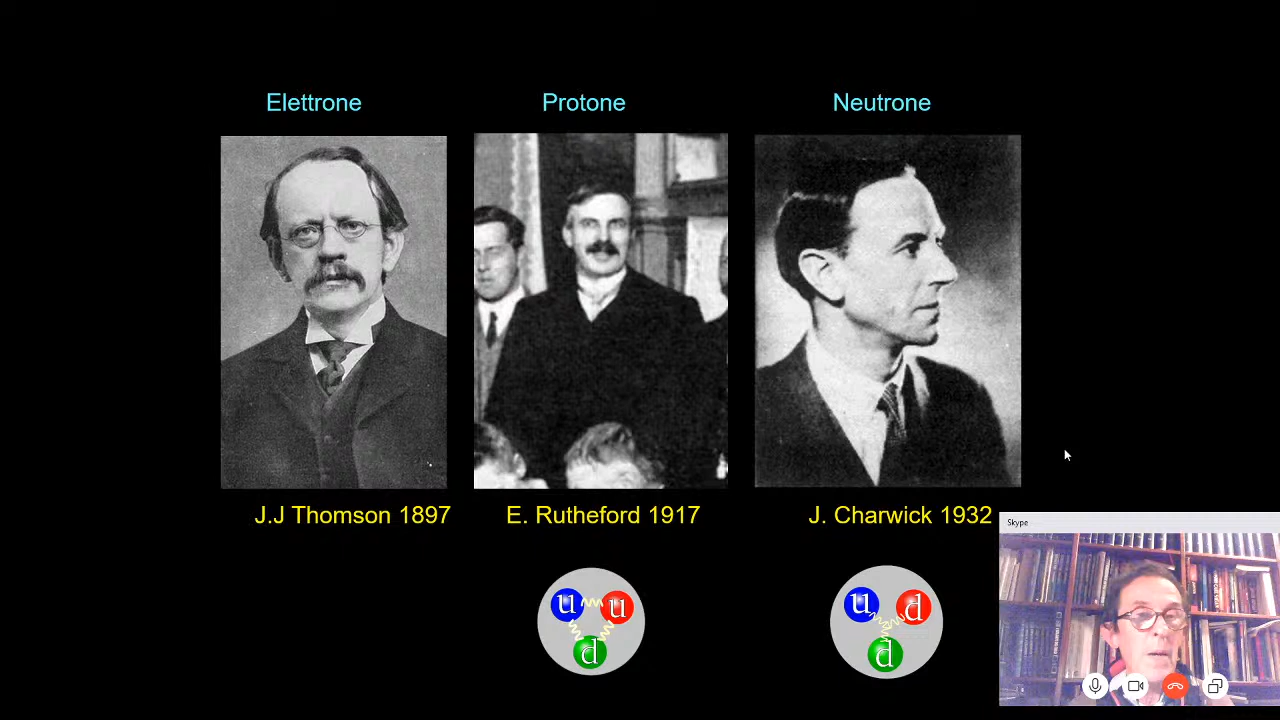 Elettrone Protone Neutrone
J.J Thomson 1897 E. Rutheford 1917 J. Charwick 1932
Skype
u u u d
d d